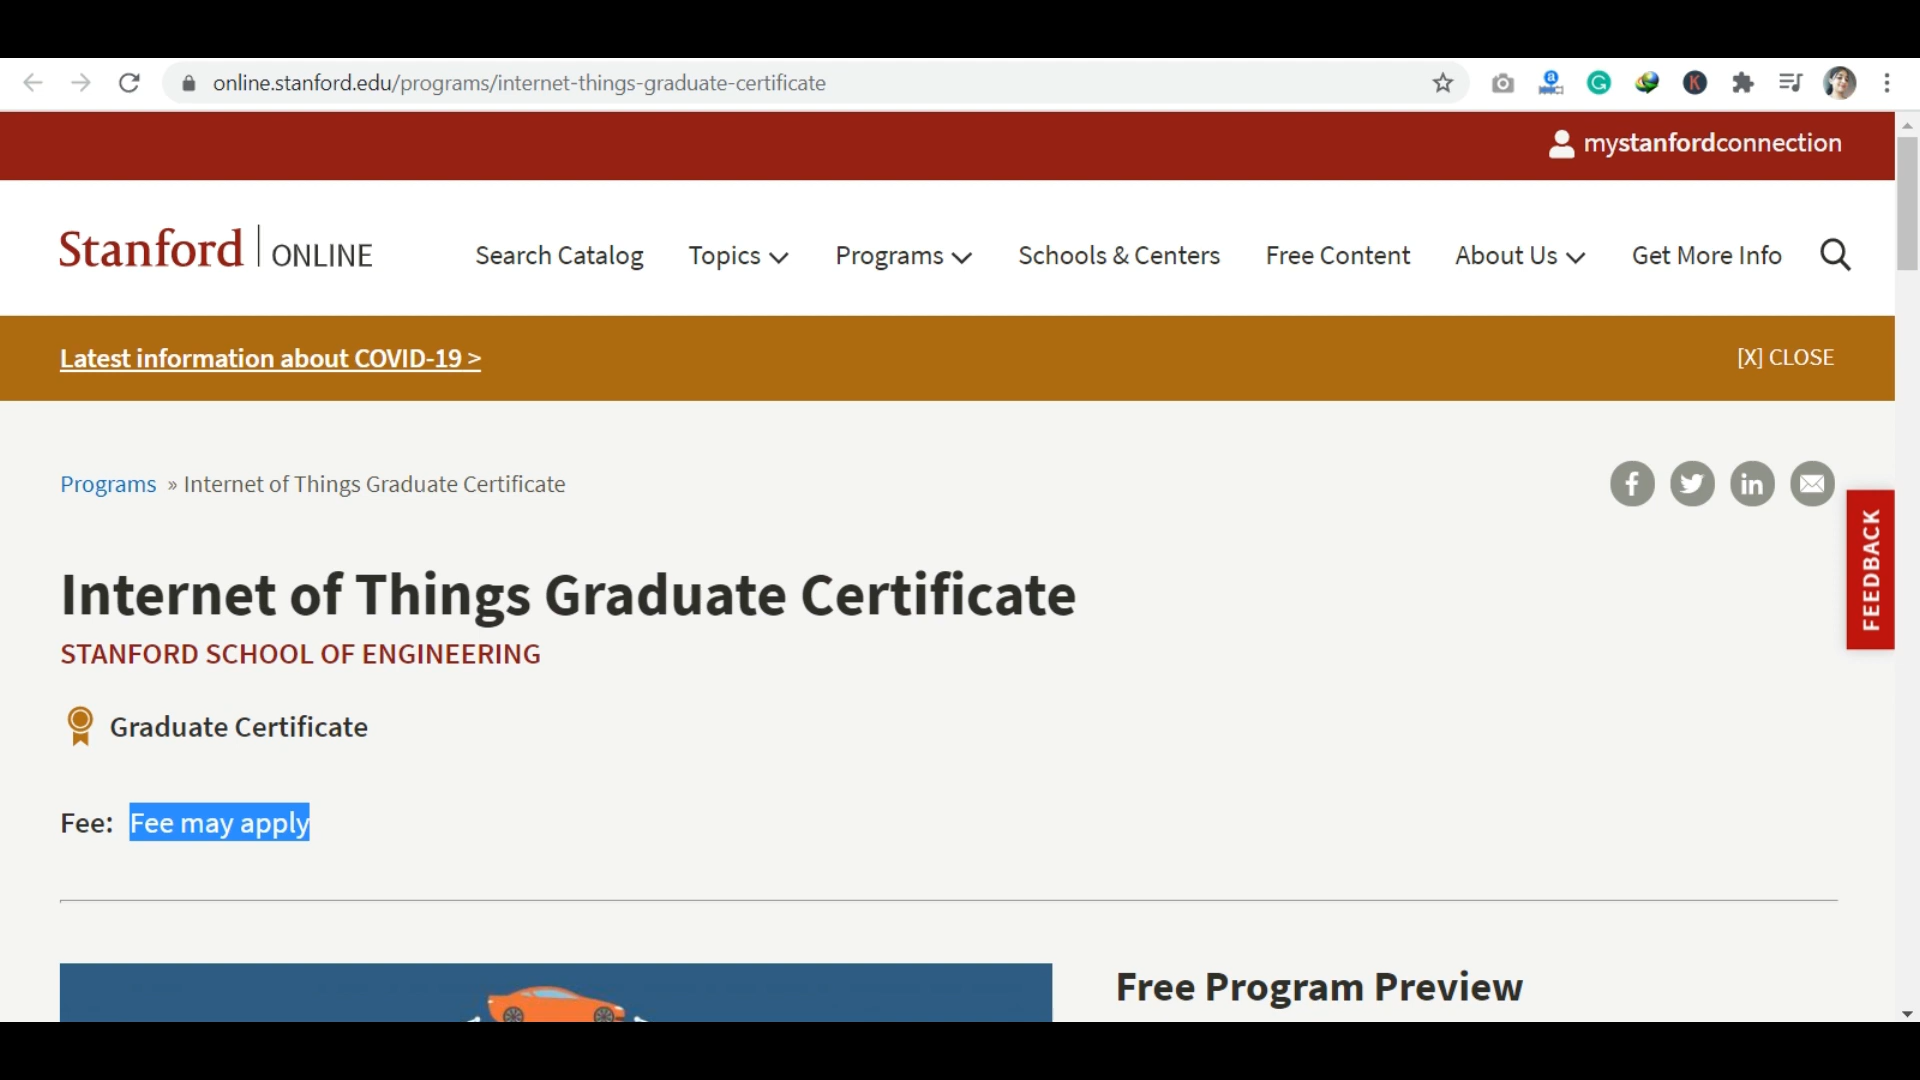 online.stanford.edu/programs/internet-things-graduate-certificate
mystanfordconnection
Stanford | ONLINE
Search Catalog Topics Programs Schools & Centers Free Content About Us Get More Info
Latest information about COVID-19 >
[X] CLOSE
Programs » Internet of Things Graduate Certificate
FEEDBACK
Internet of Things Graduate Certificate
STANFORD SCHOOL OF ENGINEERING
Graduate Certificate
Fee: Fee may apply
Free Program Preview